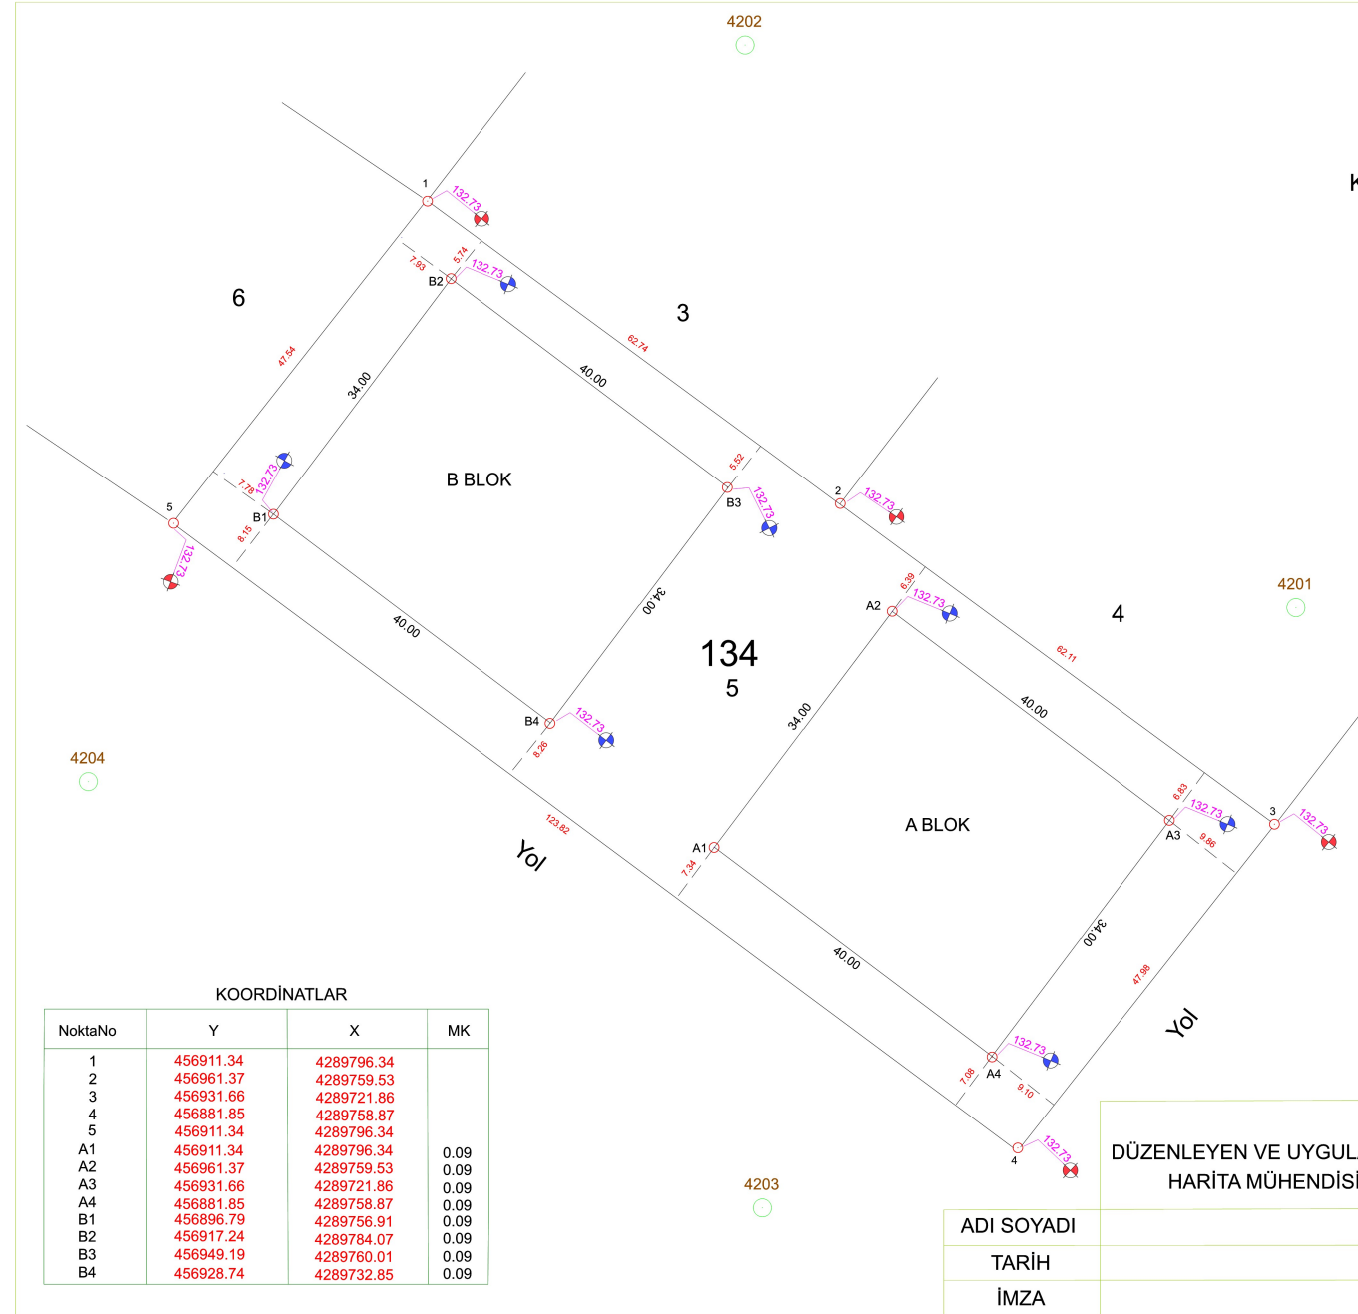 4202
K
1
132.73
5.74
7.93
132.73
B2
6
3
62.74
47.54
34.00
40.00
B BLOK
5.52
132.73
7.78
132.73
B3
2
132.73
5
B1
8.15
132.73
4201
6.39
132.73
A2
34.00
4
40.00
134
5
62.11
40.00
34.00
B4
132.73
8.26
4204
6.83
132.73
3
132.73
A BLOK
A3
9.86
123.82
Yol
A1
7.34
34.00
40.00
47.98
Yol
132.73
A4
7.08
9.10
132.73
4
4203
KOORDİNATLAR
NoktaNo Y X MK
1 456911.34 4289796.34
2 456961.37 4289759.53
3 456931.66 4289721.86
4 456881.85 4289758.87
5 456911.34 4289796.34
A1 456911.34 4289796.34 0.09
A2 456961.37 4289759.53 0.09
A3 456931.66 4289721.86 0.09
A4 456881.85 4289758.87 0.09
B1 456896.79 4289756.91 0.09
B2 456917.24 4289784.07 0.09
B3 456949.19 4289760.01 0.09
B4 456928.74 4289732.85 0.09
DÜZENLEYEN VE UYGULA
HARİTA MÜHENDİSİ
ADI SOYADI
TARİH
İMZA